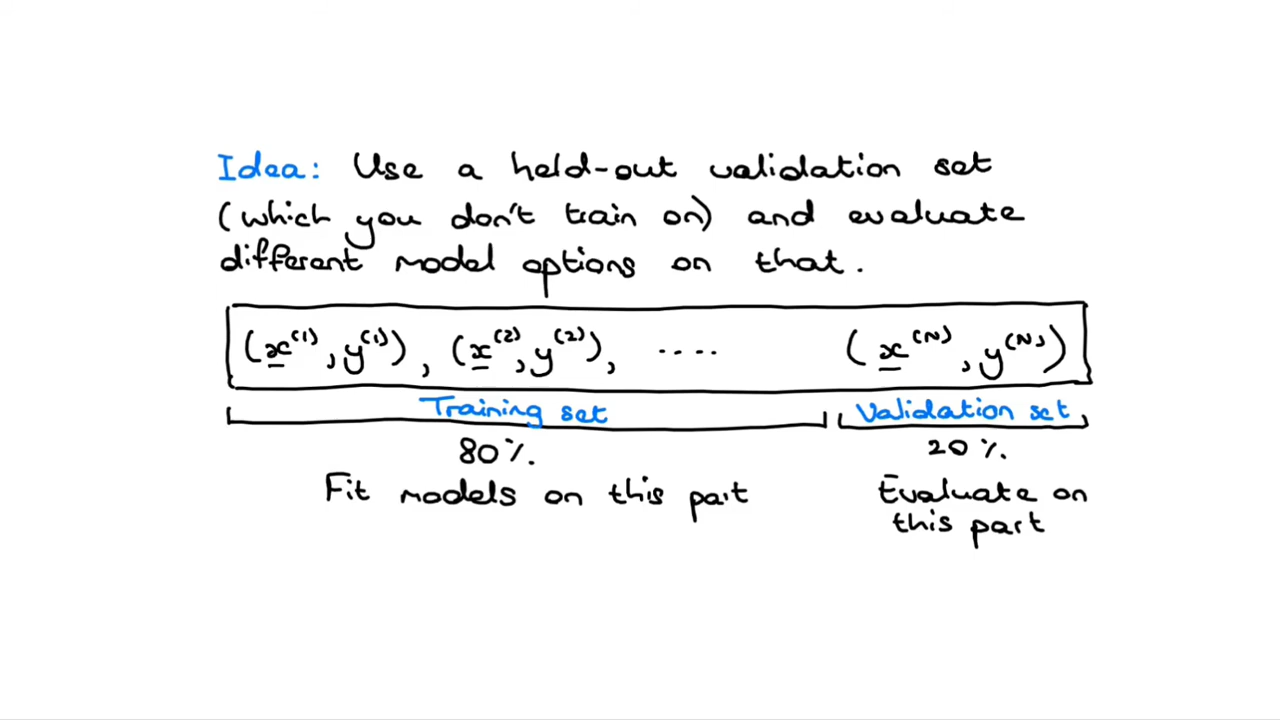 Idea: Use a held-out validation set
(which you don't train on) and evaluate
different model options on that.
(x⁽¹⁾, y⁽¹⁾), (x⁽²⁾, y⁽²⁾), .... (x⁽ᴺ⁾, y⁽ᴺ⁾)
Training set Validation set
80% 20%
Fit models on this part Evaluate on
this part